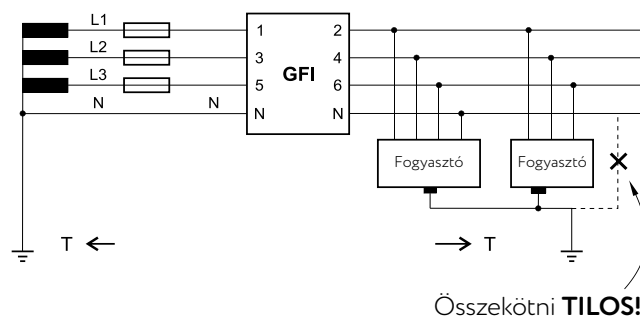 L1
1
2
L2
3
GFI
4
L3
5
6
N
N
N
N
Fogyasztó
Fogyasztó
T
T
Összekötni TILOS!